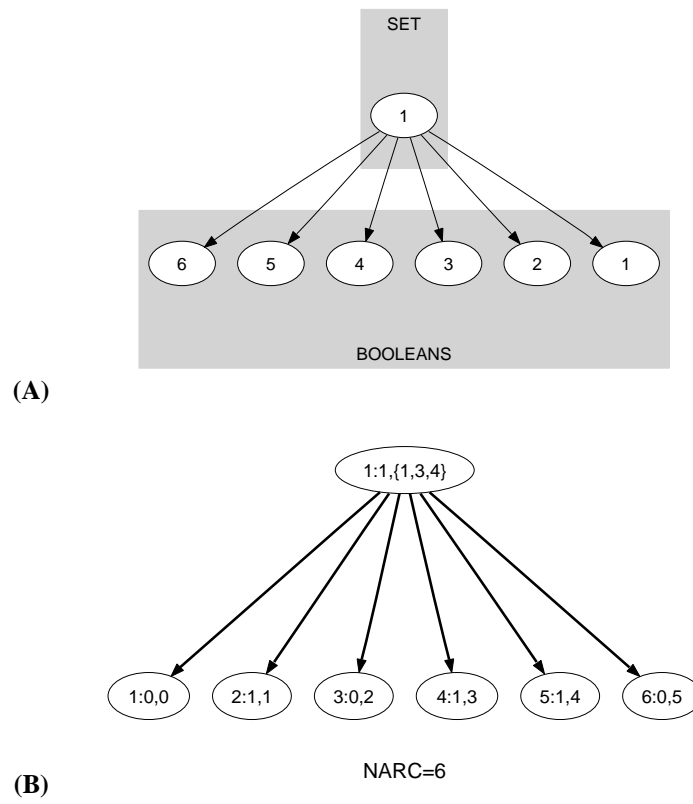 SET
1
6 5 4 3 2 1
BOOLEANS
(A)
1:1,{1,3,4}
1:0,0 2:1,1 3:0,2 4:1,3 5:1,4 6:0,5
NARC=6
(B)